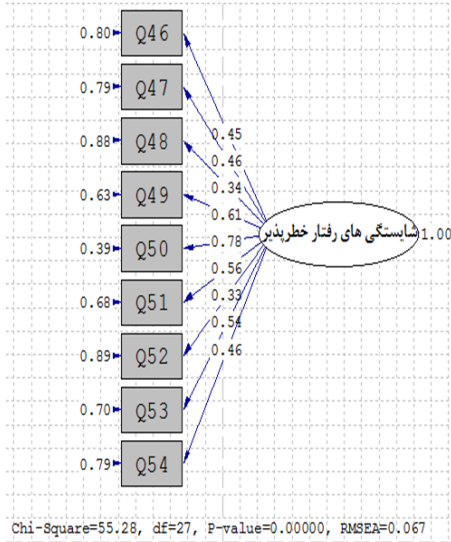 0.80 Q46
0.79 Q47
0.88 Q48
0.63 Q49
0.39 Q50
0.68 Q51
0.89 Q52
0.70 Q53
0.79 Q54
0.45
0.46
0.34
0.61
0.78
0.56
0.33
0.54
0.46
شایستگی های رفتار خطرپذیر
1.00
Chi-Square=55.28, df=27, P-value=0.00000, RMSEA=0.067